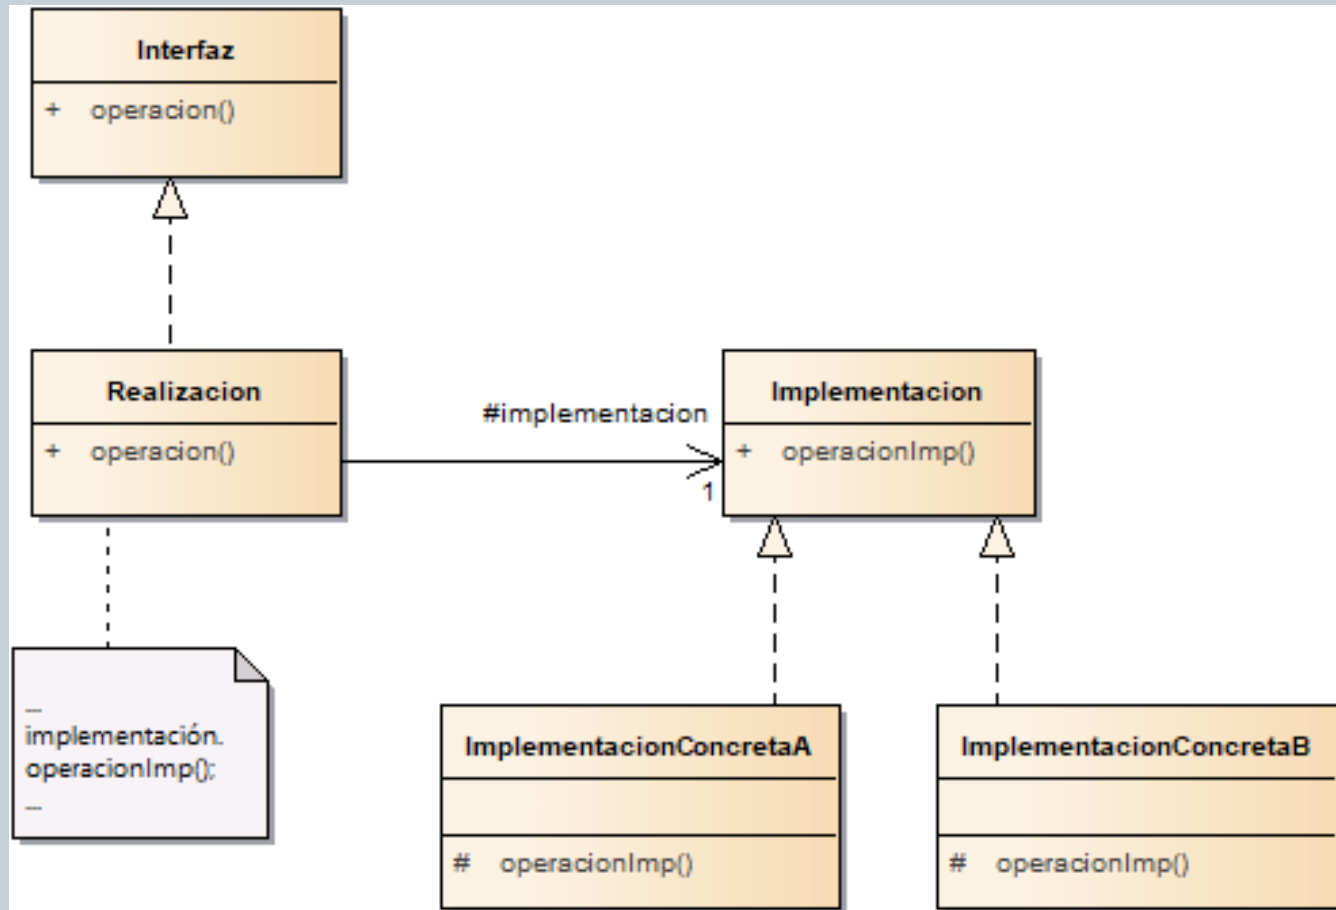 Interfaz
+ operacion()
Realizacion
+ operacion()
#implementacion
1
Implementacion
+ operacionImp()
...
implementación.
operacionImp();
...
ImplementacionConcretaA
# operacionImp()
ImplementacionConcretaB
# operacionImp()